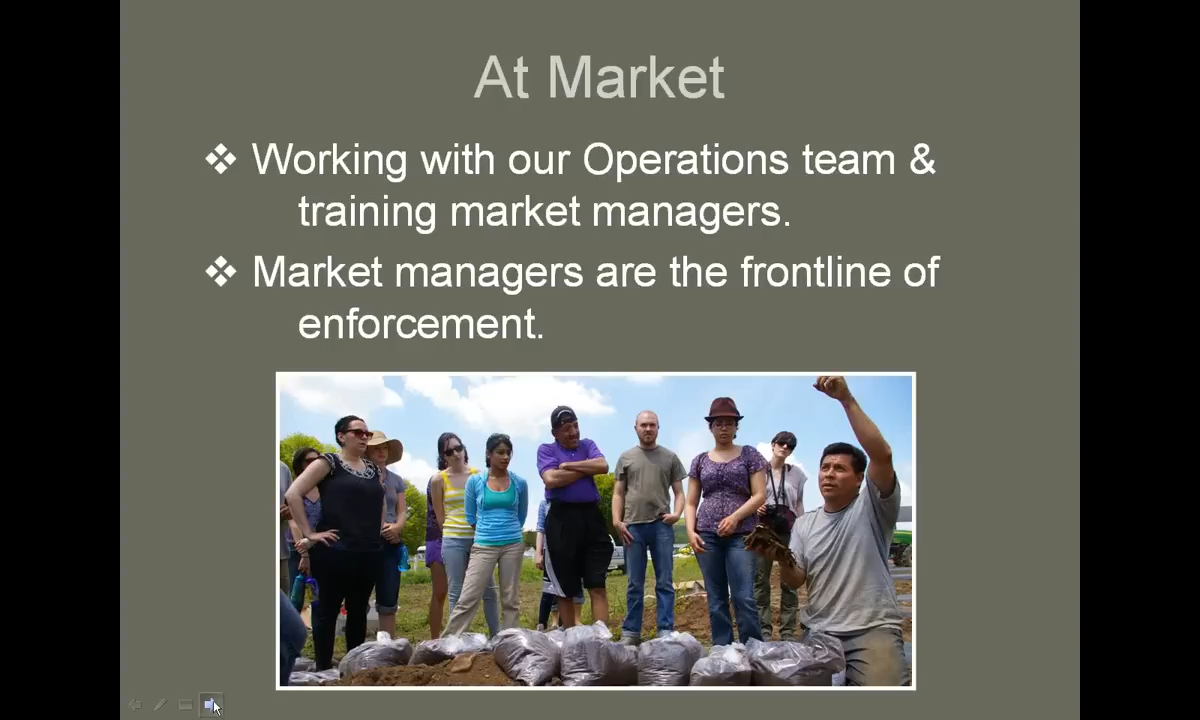 At Market
❖ Working with our Operations team &
training market managers.
❖ Market managers are the frontline of
enforcement.